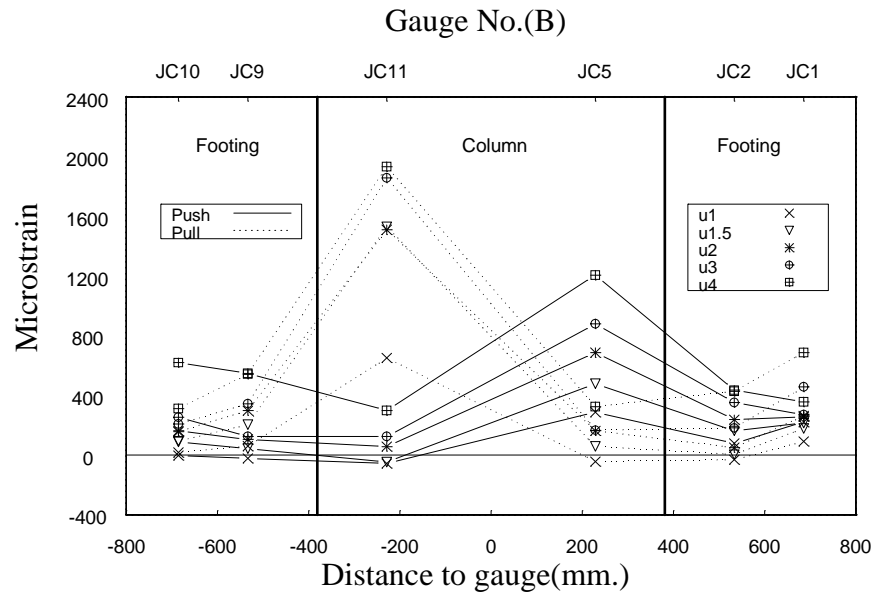 Gauge No.(B)
JC10 JC9 JC11 JC5 JC2 JC1
2400
2000
1600
1200
800
400
0
-400
Microstrain
Footing Column Footing
Push
Pull
u1
u1.5
u2
u3
u4
-800 -600 -400 -200 0 200 400 600 800
Distance to gauge(mm.)